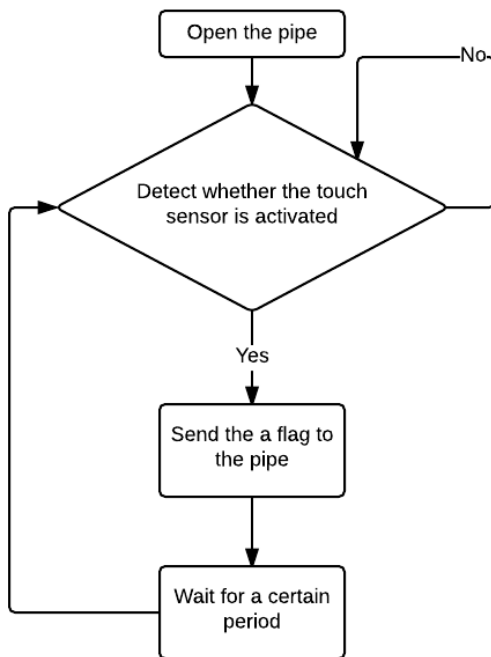 Open the pipe
No
Detect whether the touch
sensor is activated
Yes
Send the a flag to
the pipe
Wait for a certain
period